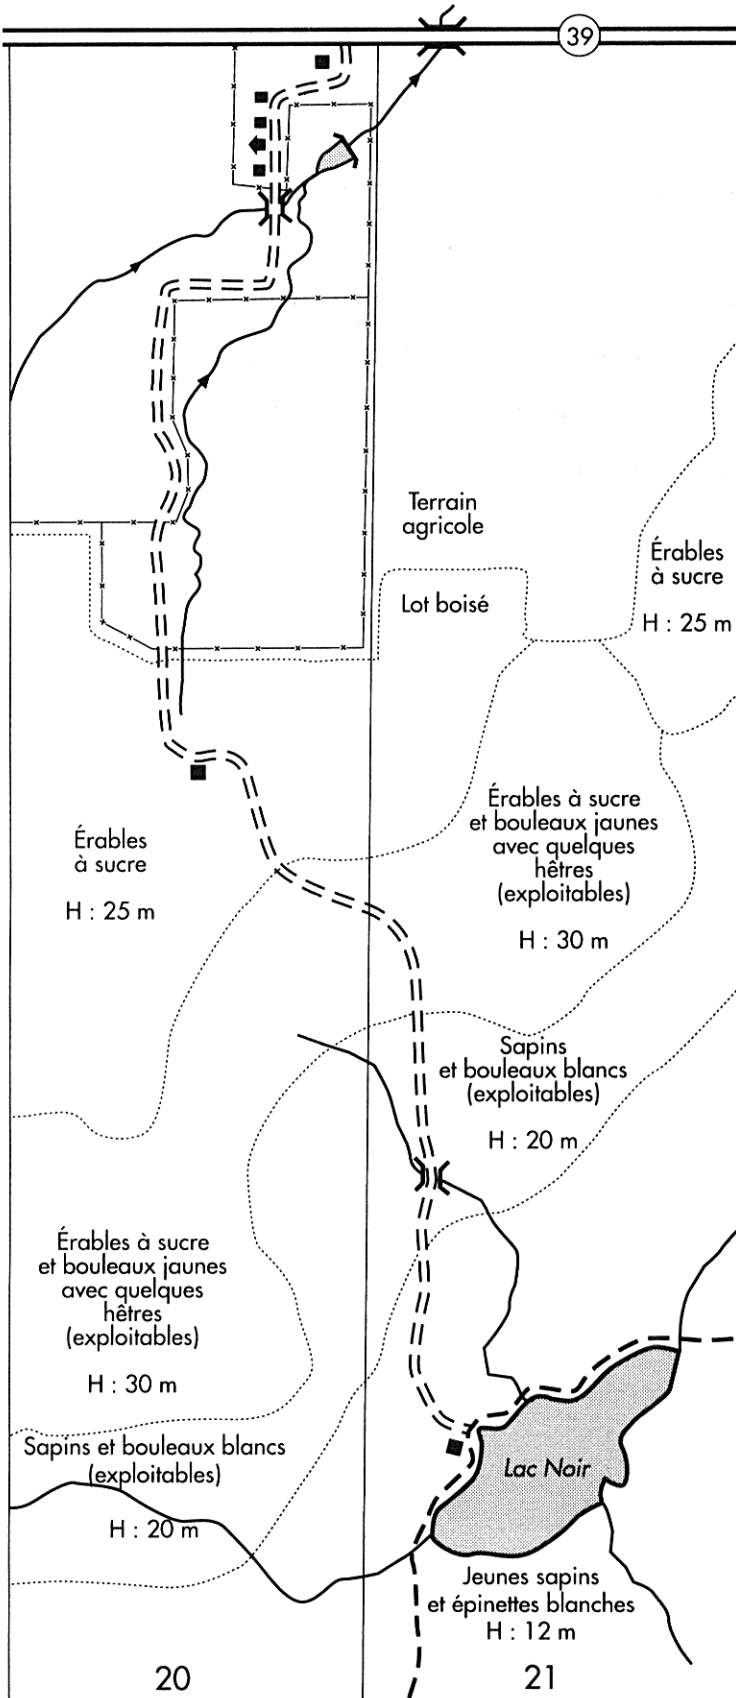 39
Terrain
agricole
Érables
à sucre
H : 25 m
Lot boisé
Érables à sucre
et bouleaux jaunes
avec quelques
hêtres
(exploitables)
H : 30 m
Érables
à sucre
H : 25 m
Sapins
et bouleaux blancs
(exploitables)
H : 20 m
Érables à sucre
et bouleaux jaunes
avec quelques
hêtres
(exploitables)
H : 30 m
Sapins et bouleaux blancs
(exploitables)
H : 20 m
Lac Noir
Jeunes sapins
et épinettes blanches
H : 12 m
20
21